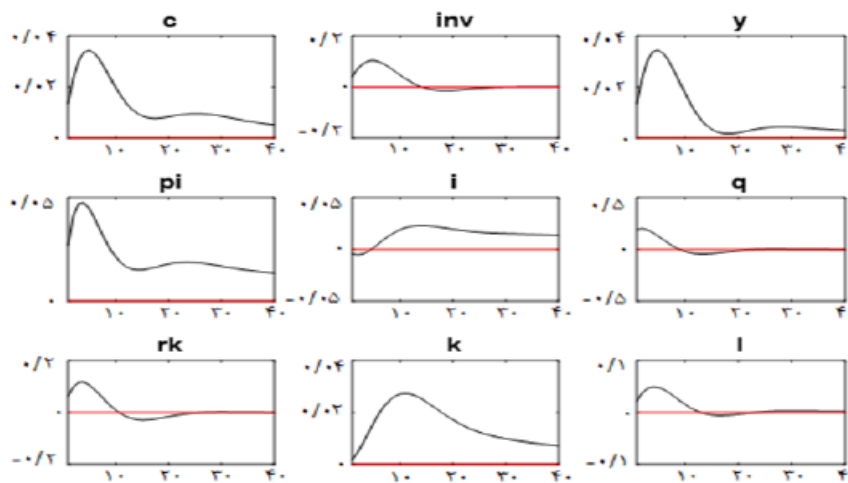 c inv y
۰/۰۴ ۰/۲ ۰/۰۴
۰/۰۲ ۰ ۰/۰۲
۰ -۰/۲ ۰
۱۰ ۲۰ ۳۰ ۴۰ ۱۰ ۲۰ ۳۰ ۴۰ ۱۰ ۲۰ ۳۰ ۴
pi i q
۰/۰۵ ۰/۰۵ ۰/۵
۰ ۰
۰ -۰/۰۵ -۰/۵
۱۰ ۲۰ ۳۰ ۴۰ ۱۰ ۲۰ ۳۰ ۴۰ ۱۰ ۲۰ ۳۰ ۴۰
rk k l
۰/۲ ۰/۰۴ ۰/۱
۰ ۰/۰۲ ۰
-۰/۲ ۰ -۰/۱
۱۰ ۲۰ ۳۰ ۴۰ ۱۰ ۲۰ ۳۰ ۴۰ ۱۰ ۲۰ ۳۰ ۴